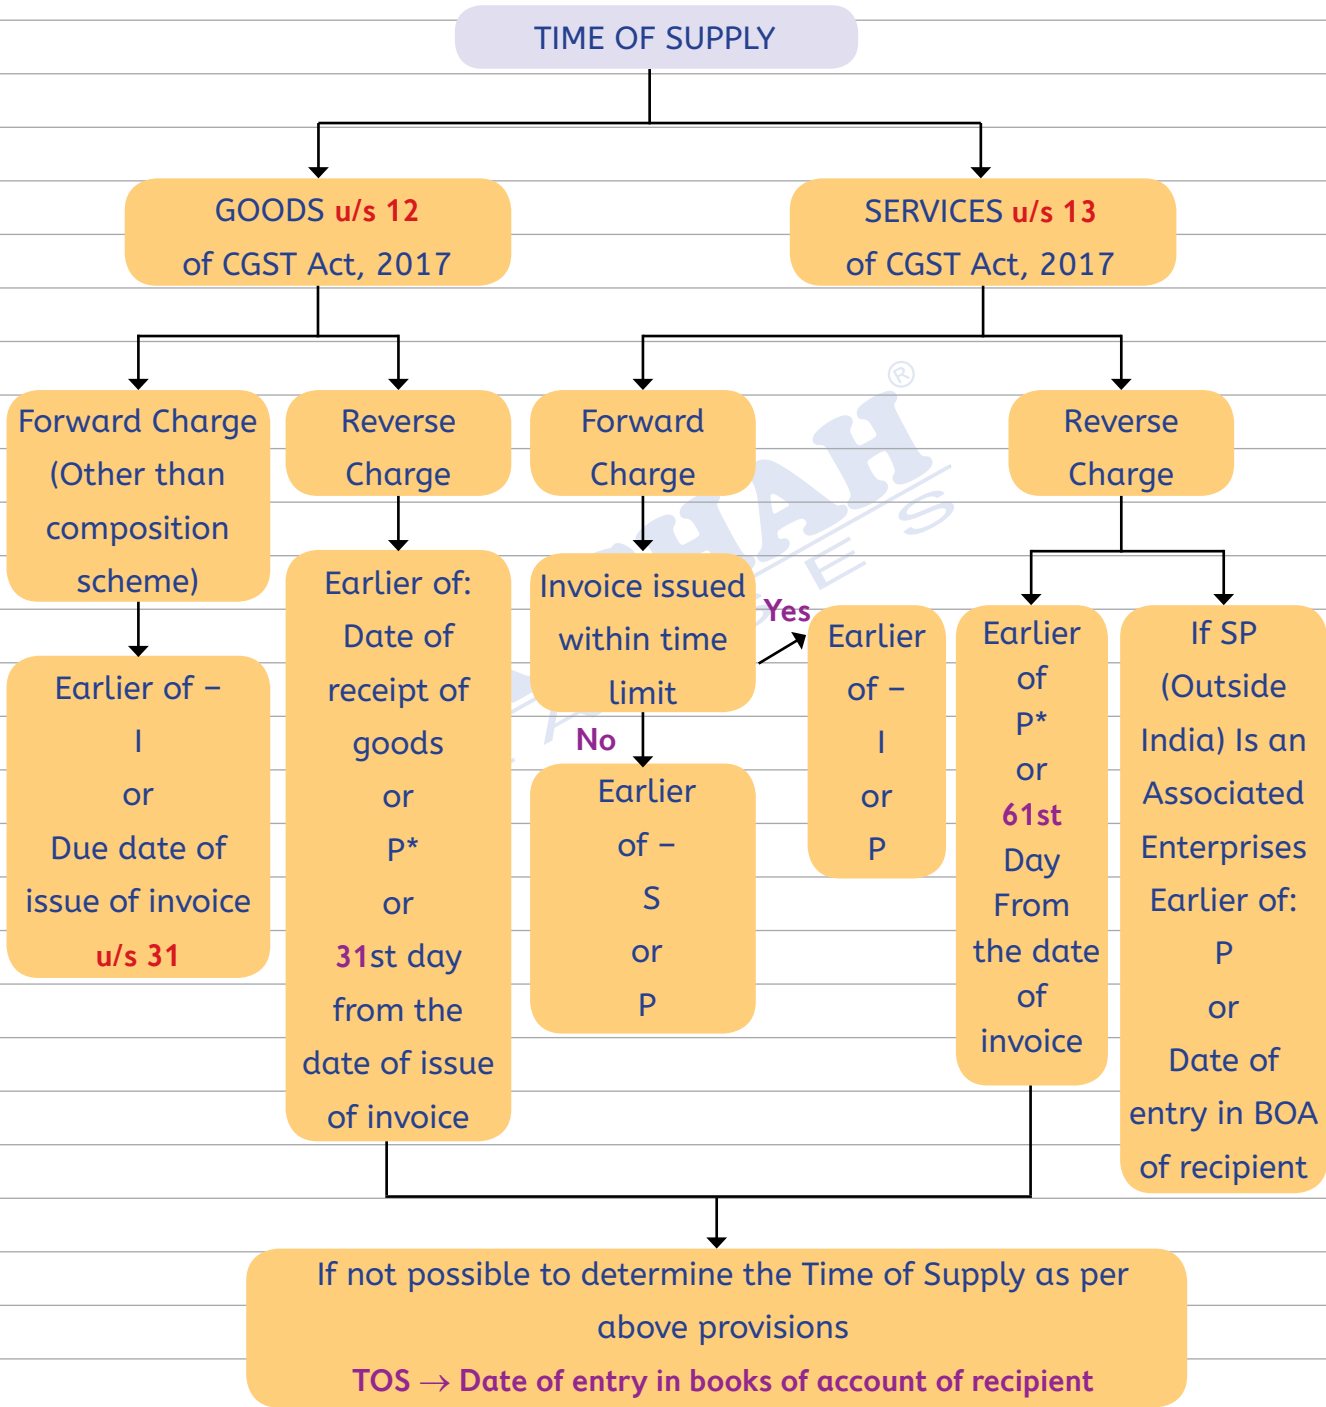 TIME OF SUPPLY
GOODS u/s 12
of CGST Act, 2017
SERVICES u/s 13
of CGST Act, 2017
Forward Charge
(Other than
composition
scheme)
Reverse
Charge
Forward
Charge
Reverse
Charge
Earlier of –
I
or
Due date of
issue of invoice
u/s 31
Earlier of:
Date of
receipt of
goods
or
P*
or
31st day
from the
date of issue
of invoice
Invoice issued
within time
limit
Yes
No
Earlier
of –
S
or
P
Earlier
of –
I
or
P
Earlier
of
P*
or
61st
Day
From
the date
of
invoice
If SP
(Outside
India) Is an
Associated
Enterprises
Earlier of:
P
or
Date of
entry in BOA
of recipient
If not possible to determine the Time of Supply as per
above provisions
TOS → Date of entry in books of account of recipient